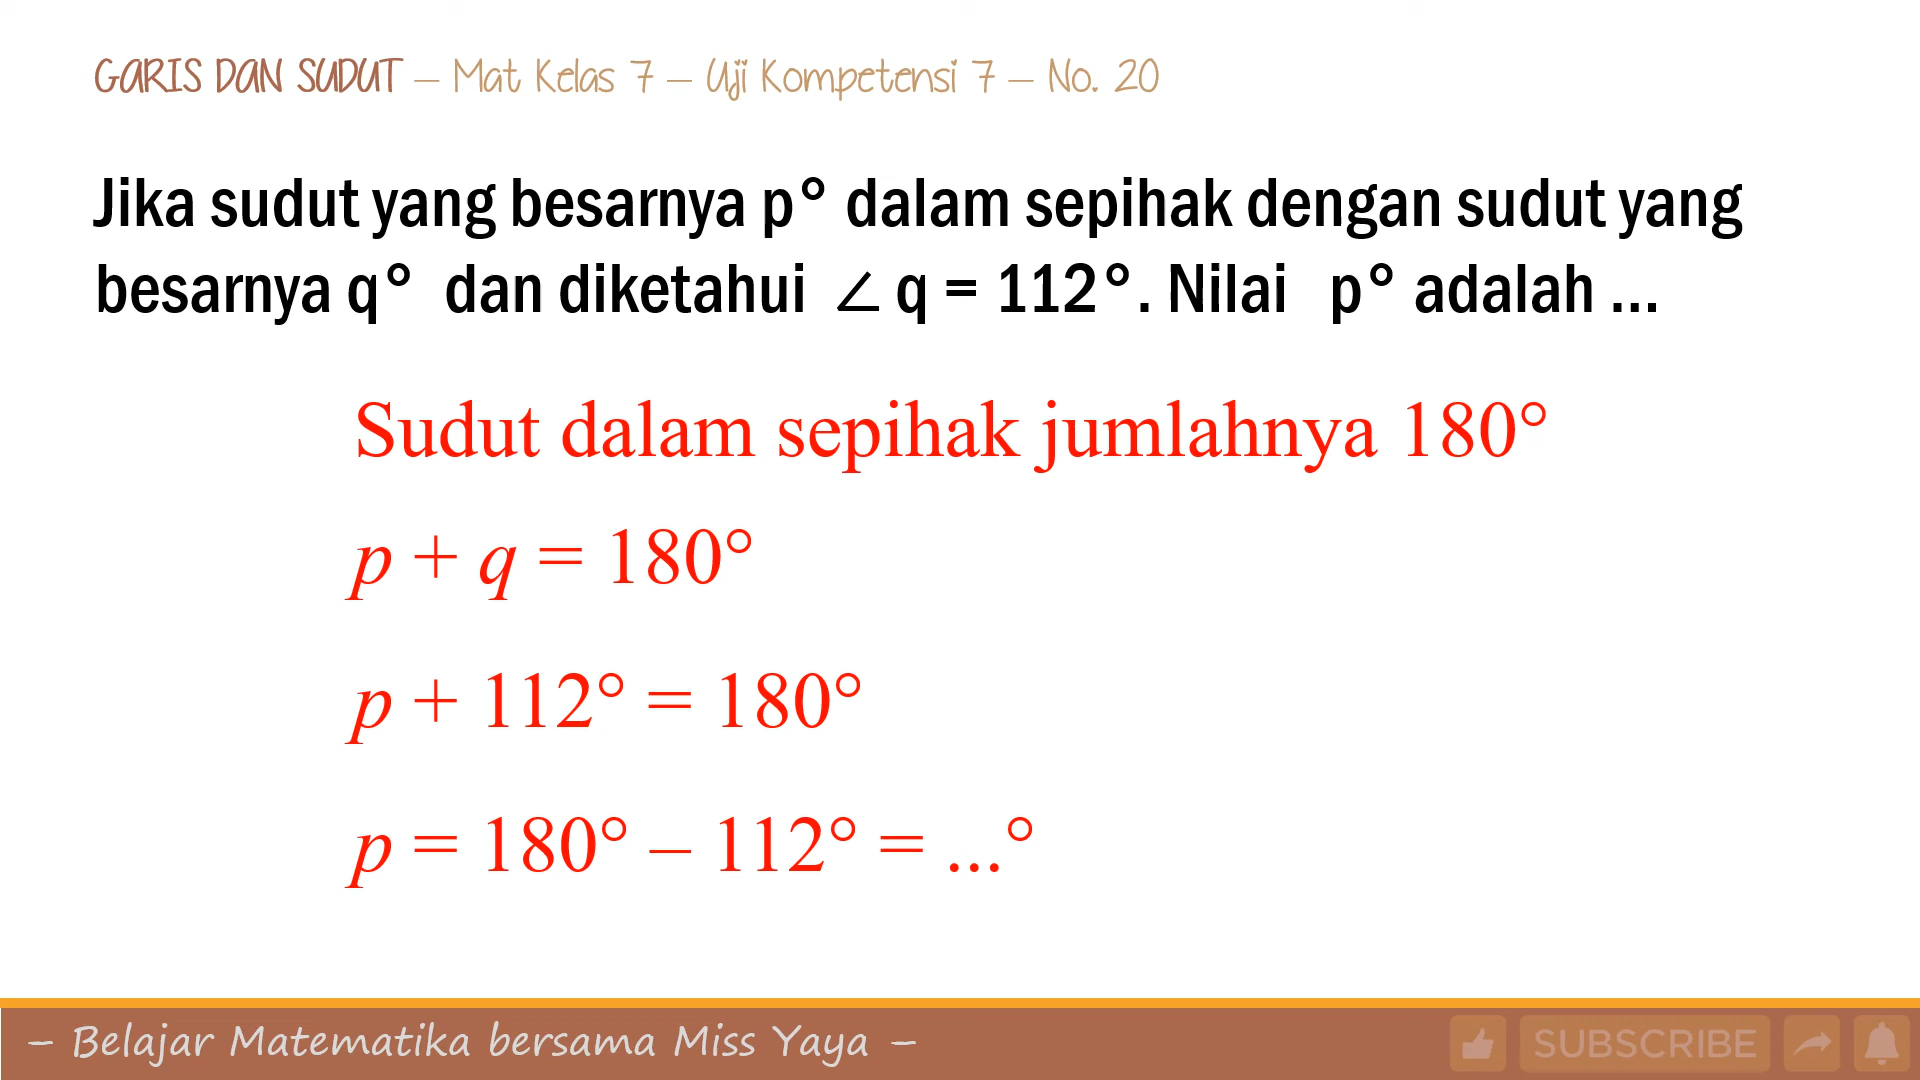 GARIS DAN SUDUT – Mat Kelas 7 – Uji Kompetensi 7 – No. 20
Jika sudut yang besarnya p° dalam sepihak dengan sudut yang
besarnya q° dan diketahui ∠ q = 112°. Nilai p° adalah ...
Sudut dalam sepihak jumlahnya 180°
p + q = 180°
p + 112° = 180°
p = 180° – 112° = ...°
– Belajar Matematika bersama Miss Yaya –
SUBSCRIBE